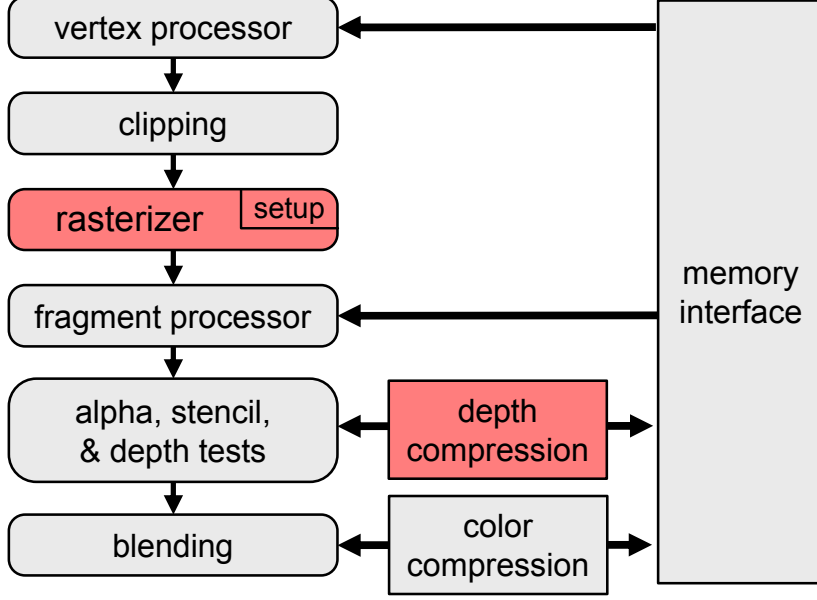 vertex processor
clipping
rasterizer
setup
fragment processor
alpha, stencil,
& depth tests
depth
compression
blending
color
compression
memory
interface